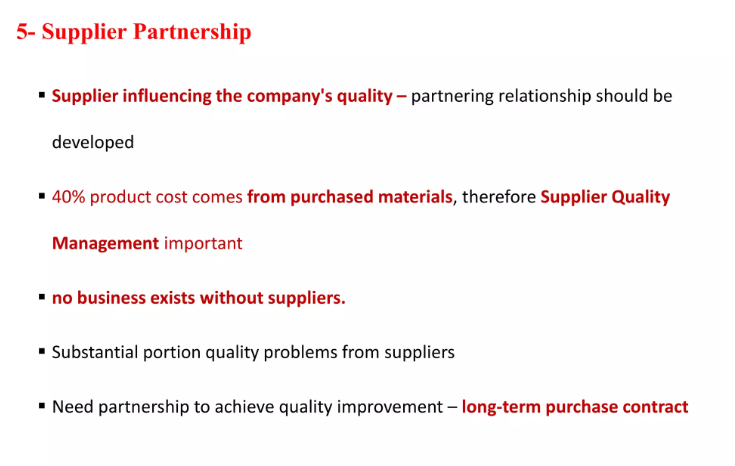 5- Supplier Partnership
▪ Supplier influencing the company's quality – partnering relationship should be
developed
▪ 40% product cost comes from purchased materials, therefore Supplier Quality
Management important
▪ no business exists without suppliers.
▪ Substantial portion quality problems from suppliers
▪ Need partnership to achieve quality improvement – long-term purchase contract